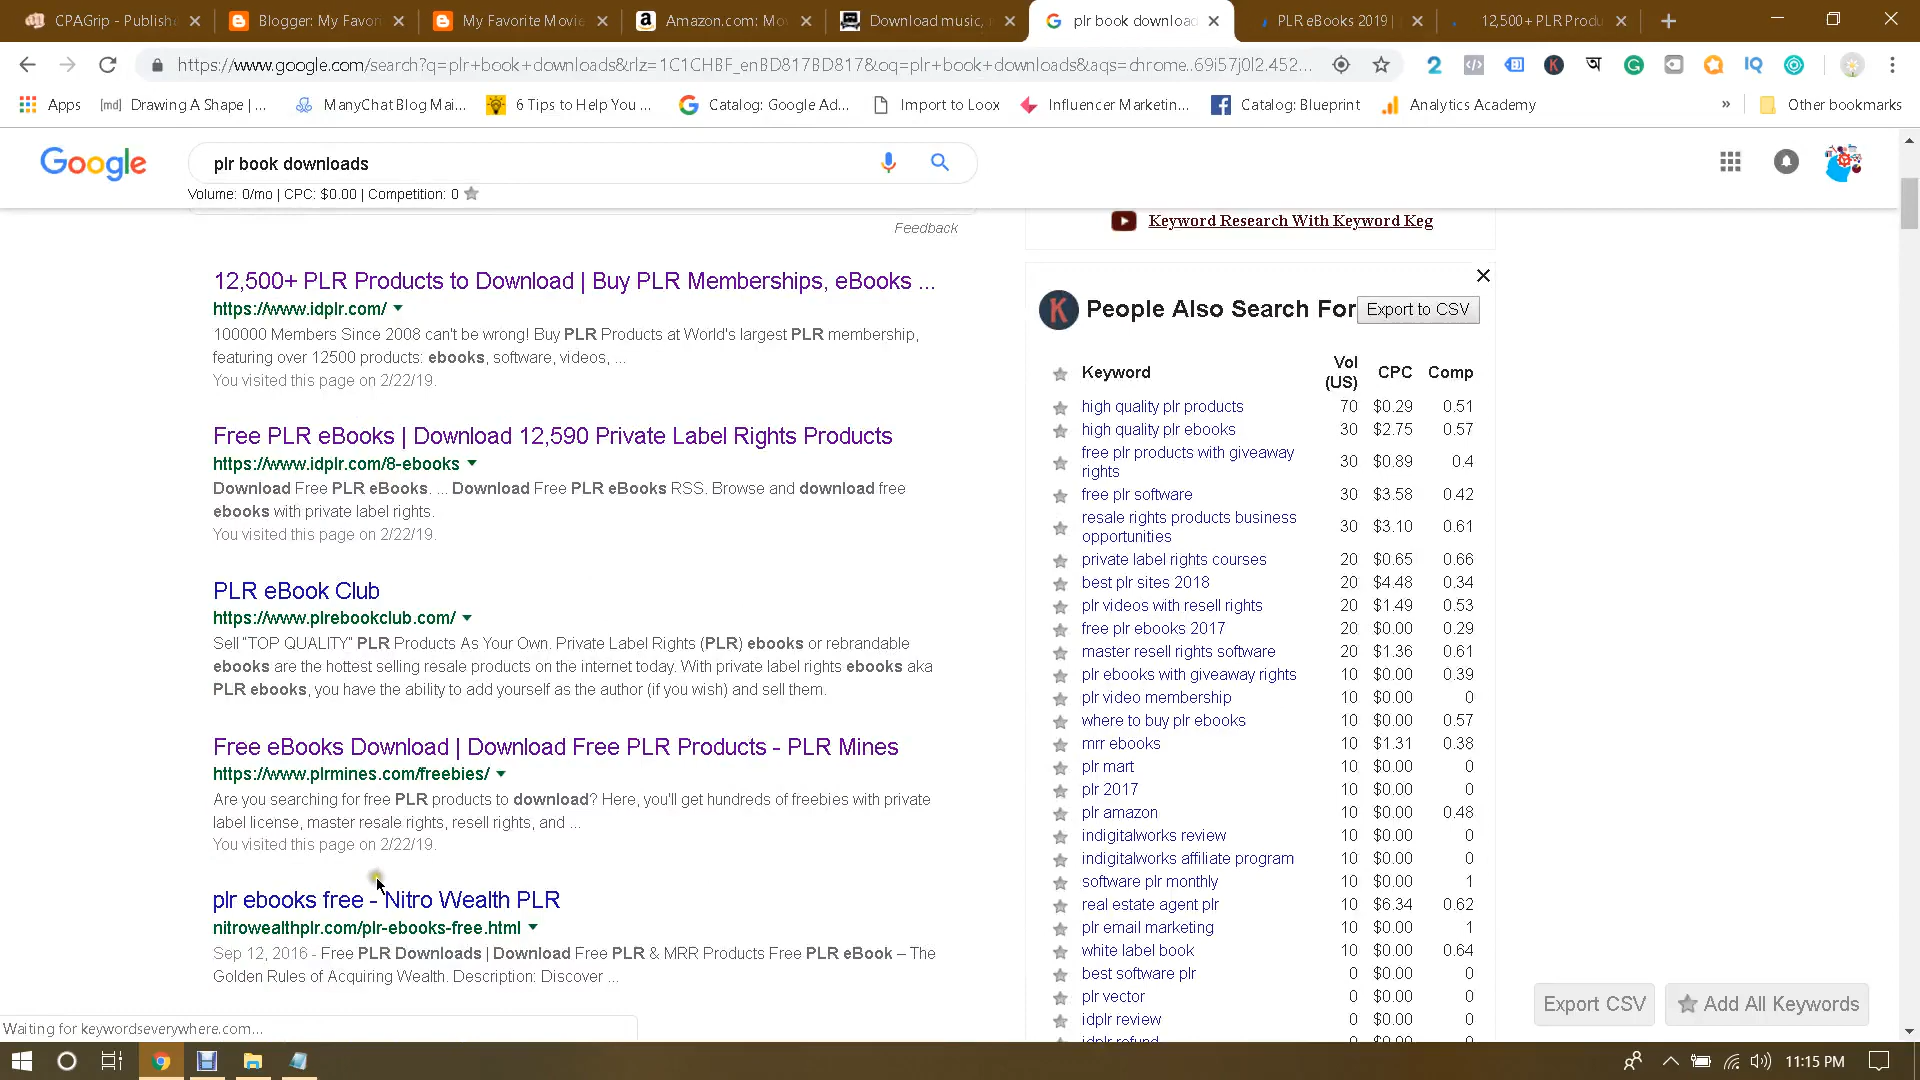 CPAGrip - Publish
Blogger: My Favor
My Favorite Movie
Amazon.com: Mo
Download music,
plr book download
PLR eBooks 2019 |
12,500+ PLR Produ
https://www.google.com/search?q=plr+book+downloads&rlz=1C1CHBF_enBD817BD817&oq=plr+book+downloads&aqs=chrome..69i57j0l2.452...
Apps
Drawing A Shape | ...
ManyChat Blog Mai...
6 Tips to Help You ...
Catalog: Google Ad...
Import to Loox
Influencer Marketin...
Catalog: Blueprint
Analytics Academy
»
Other bookmarks
Google
plr book downloads
Volume: 0/mo | CPC: $0.00 | Competition: 0
Feedback
12,500+ PLR Products to Download | Buy PLR Memberships, eBooks ...
https://www.idplr.com/
100000 Members Since 2008 can't be wrong! Buy PLR Products at World's largest PLR membership,
featuring over 12500 products: ebooks, software, videos, ...
You visited this page on 2/22/19.
Free PLR eBooks | Download 12,590 Private Label Rights Products
https://www.idplr.com/8-ebooks
Download Free PLR eBooks. ... Download Free PLR eBooks RSS. Browse and download free
ebooks with private label rights.
You visited this page on 2/22/19.
PLR eBook Club
https://www.plrebookclub.com/
Sell "TOP QUALITY" PLR Products As Your Own. Private Label Rights (PLR) ebooks or rebrandable
ebooks are the hottest selling resale products on the internet today. With private label rights ebooks aka
PLR ebooks, you have the ability to add yourself as the author (if you wish) and sell them.
Free eBooks Download | Download Free PLR Products - PLR Mines
https://www.plrmines.com/freebies/
Are you searching for free PLR products to download? Here, you'll get hundreds of freebies with private
label license, master resale rights, resell rights, and ...
You visited this page on 2/22/19.
plr ebooks free - Nitro Wealth PLR
nitrowealthplr.com/plr-ebooks-free.html
Sep 12, 2016 - Free PLR Downloads | Download Free PLR & MRR Products Free PLR eBook – The
Golden Rules of Acquiring Wealth. Description: Discover ...
Waiting for keywordseverywhere.com...
Keyword Research With Keyword Keg
K People Also Search For
Export to CSV
Keyword Vol (US) CPC Comp
high quality plr products 70 $0.29 0.51
high quality plr ebooks 30 $2.75 0.57
free plr products with giveaway rights 30 $0.89 0.4
free plr software 30 $3.58 0.42
resale rights products business opportunities 30 $3.10 0.61
private label rights courses 20 $0.65 0.66
best plr sites 2018 20 $4.48 0.34
plr videos with resell rights 20 $1.49 0.53
free plr ebooks 2017 20 $0.00 0.29
master resell rights software 20 $1.36 0.61
plr ebooks with giveaway rights 10 $0.00 0.39
plr video membership 10 $0.00 0
where to buy plr ebooks 10 $0.00 0.57
mrr ebooks 10 $1.31 0.38
plr mart 10 $0.00 0
plr 2017 10 $0.00 0
plr amazon 10 $0.00 0.48
indigitalworks review 10 $0.00 0
indigitalworks affiliate program 10 $0.00 0
software plr monthly 10 $0.00 1
real estate agent plr 10 $6.34 0.62
plr email marketing 10 $0.00 1
white label book 10 $0.00 0.64
best software plr 0 $0.00 0
plr vector 0 $0.00 0
idplr review 0 $0.00 0
idplr refund 0 $0.00 0
Export CSV
Add All Keywords
11:15 PM